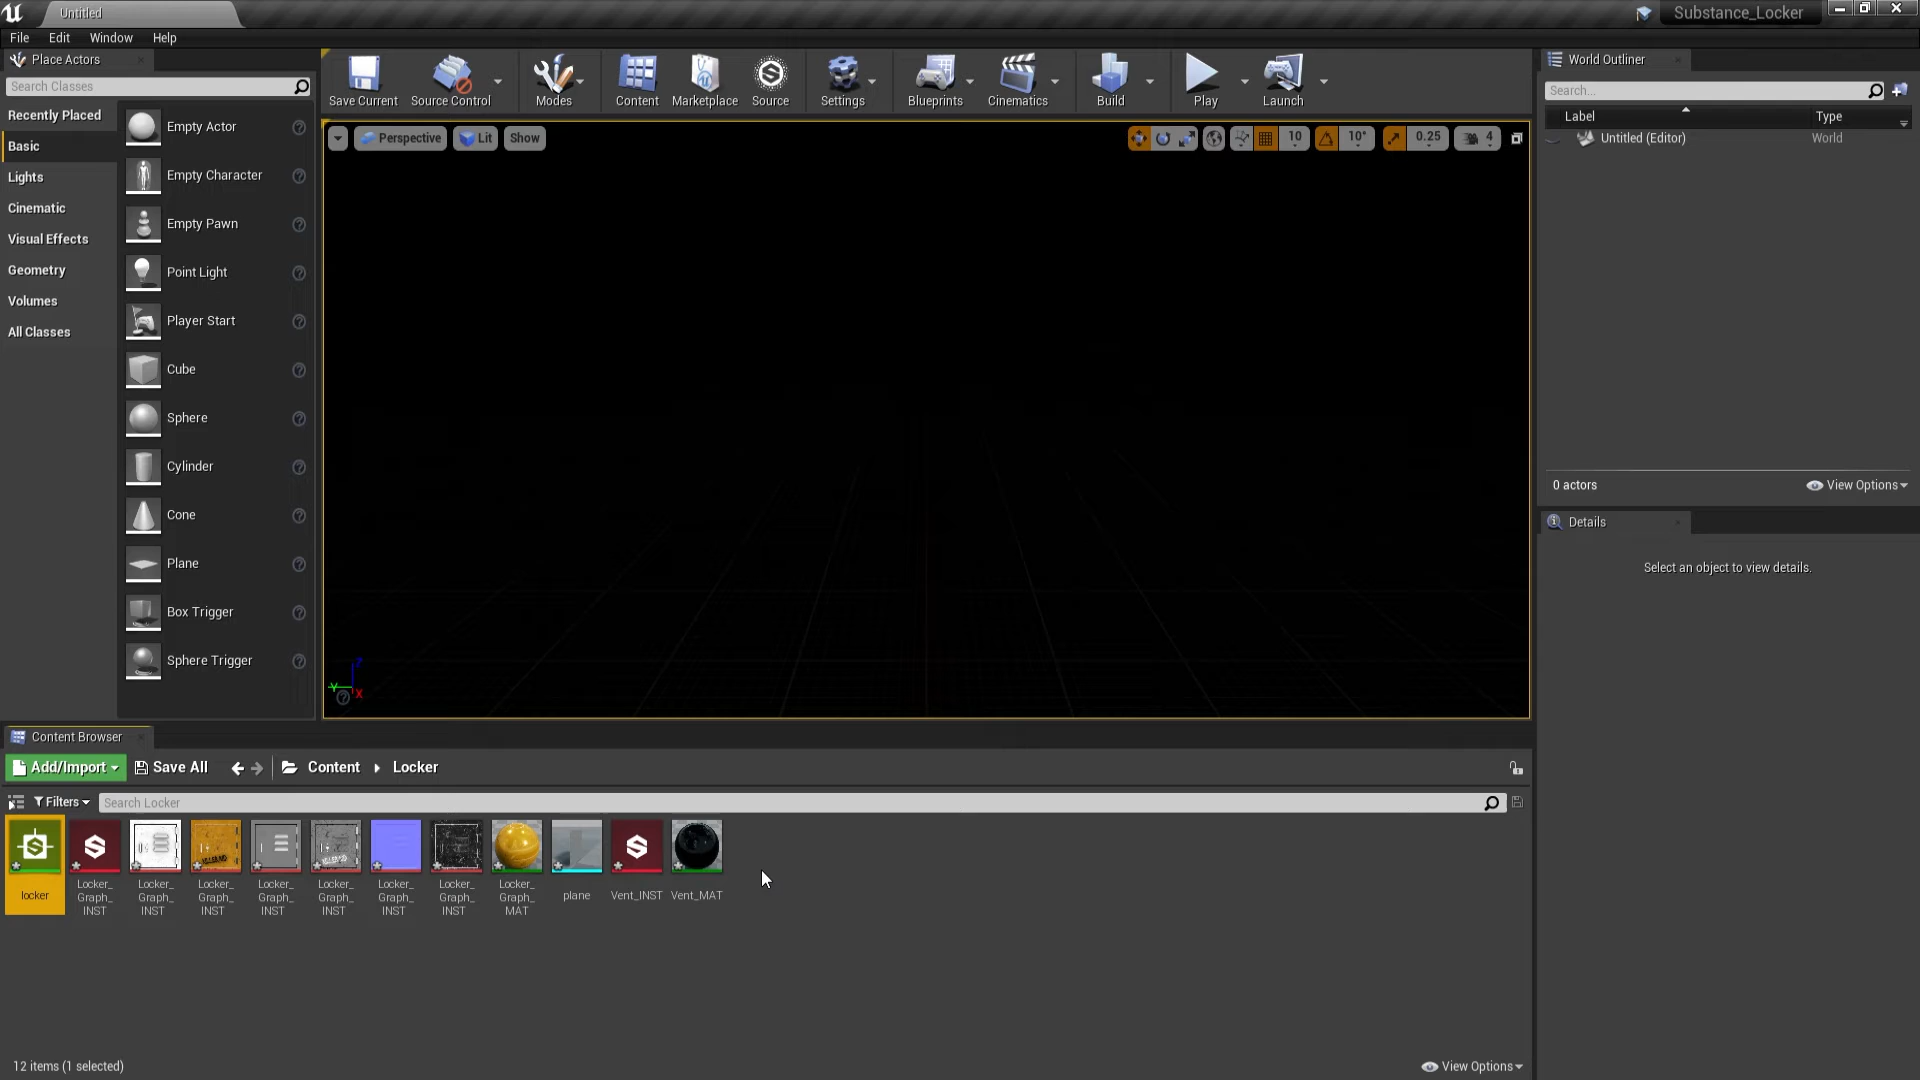 Untitled
Substance_Locker
File Edit Window Help
Place Actors
Search Classes
Recently Placed
Basic
Lights
Cinematic
Visual Effects
Geometry
Volumes
All Classes
Empty Actor
Empty Character
Empty Pawn
Point Light
Player Start
Cube
Sphere
Cylinder
Cone
Plane
Box Trigger
Sphere Trigger
Save Current Source Control Modes Content Marketplace Source Settings Blueprints Cinematics Build Play Launch
Perspective Lit Show
10 10° 0.25 4
Z
Y
X
World Outliner
Search...
Label Type
Untitled (Editor) World
0 actors View Options
Details
Select an object to view details.
Content Browser
Add/Import Save All Content Locker
Filters Search Locker
locker
Locker_
Graph_
INST
Locker_
Graph_
INST
Locker_
Graph_
INST
Locker_
Graph_
INST
Locker_
Graph_
INST
Locker_
Graph_
INST
Locker_
Graph_
INST
Locker_
Graph_
MAT
plane
Vent_INST
Vent_MAT
12 items (1 selected) View Options